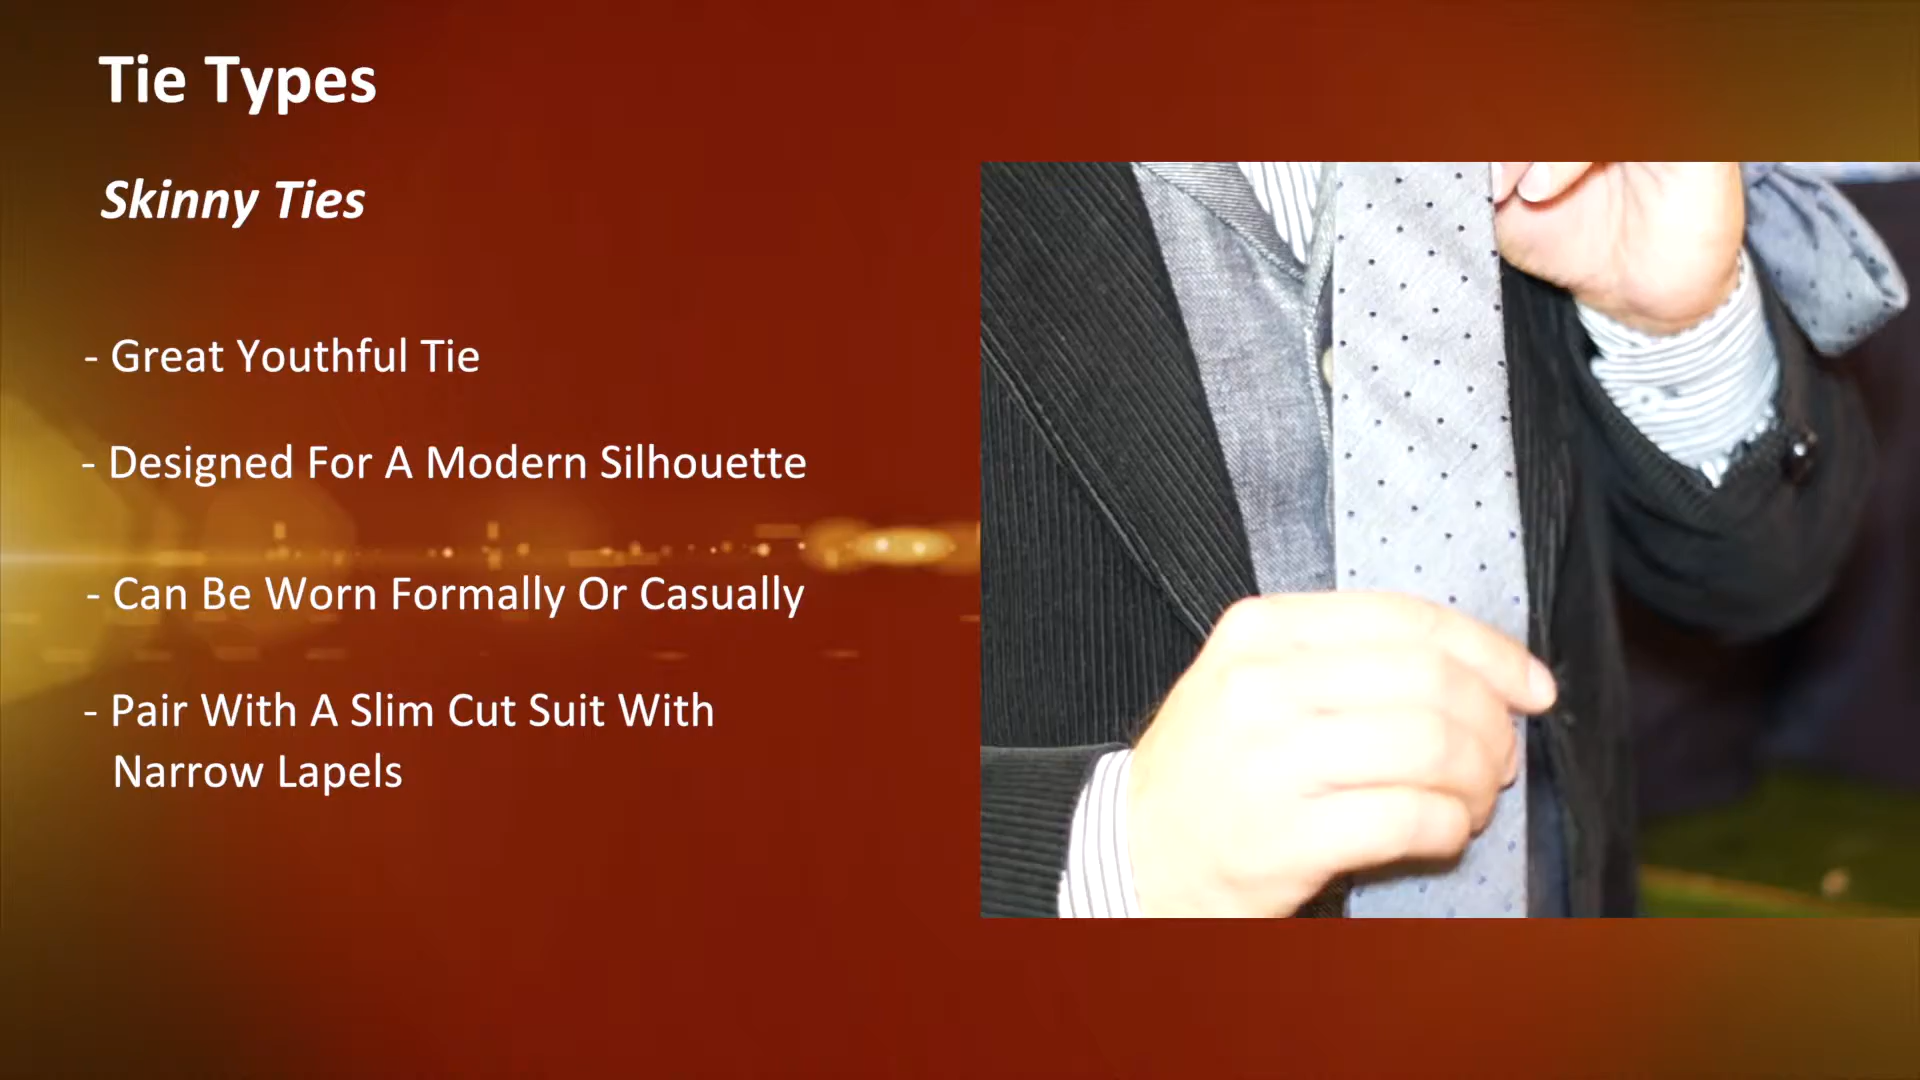 Tie Types
Skinny Ties
- Great Youthful Tie
- Designed For A Modern Silhouette
- Can Be Worn Formally Or Casually
- Pair With A Slim Cut Suit With
Narrow Lapels